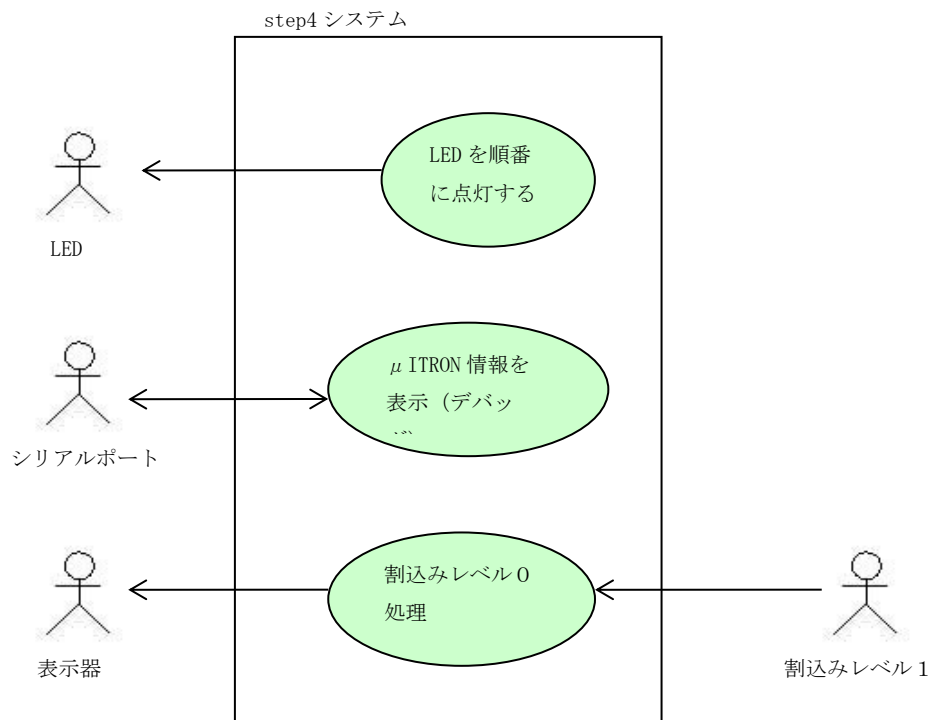 step4 システム
LED を順番
に点灯する
LED
μITRON 情報を
表示（デバッ
シリアルポート
割込みレベル０
処理
表示器
割込みレベル１